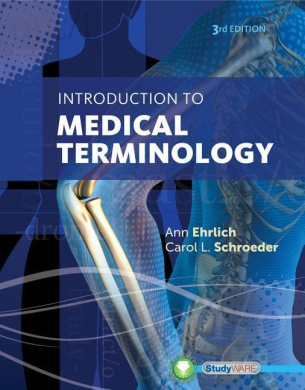 3rd EDITION
INTRODUCTION TO
MEDICAL
TERMINOLOGY
Ann Ehrlich
Carol L. Schroeder
StudyWARE